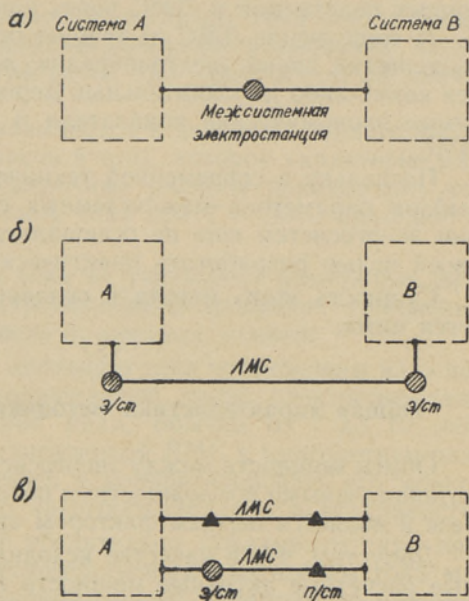 а)
Система А
Система В
Межсистемная
электростанция
б)
А
В
ЛМС
э/ст
э/ст
в)
ЛМС
А
В
ЛМС
э/ст
п/ст